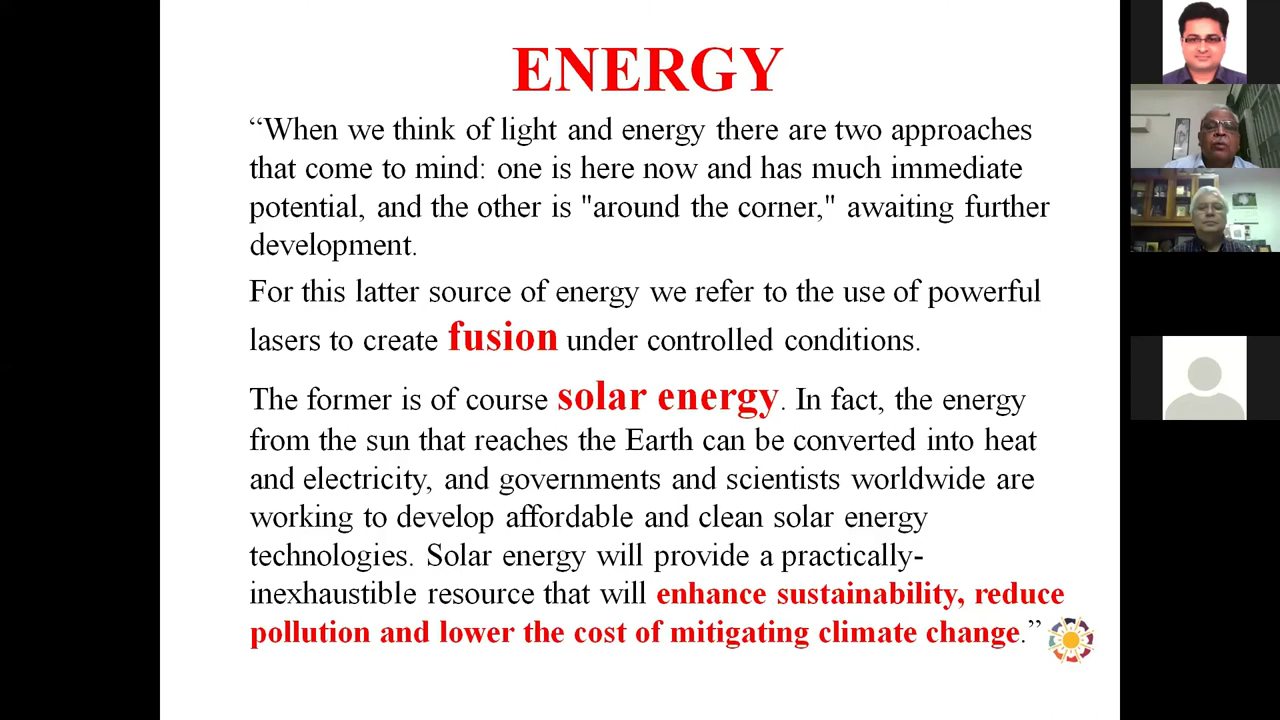 ENERGY
“When we think of light and energy there are two approaches
that come to mind: one is here now and has much immediate
potential, and the other is "around the corner," awaiting further
development.
For this latter source of energy we refer to the use of powerful
lasers to create fusion under controlled conditions.
The former is of course solar energy. In fact, the energy
from the sun that reaches the Earth can be converted into heat
and electricity, and governments and scientists worldwide are
working to develop affordable and clean solar energy
technologies. Solar energy will provide a practically-
inexhaustible resource that will enhance sustainability, reduce
pollution and lower the cost of mitigating climate change.”